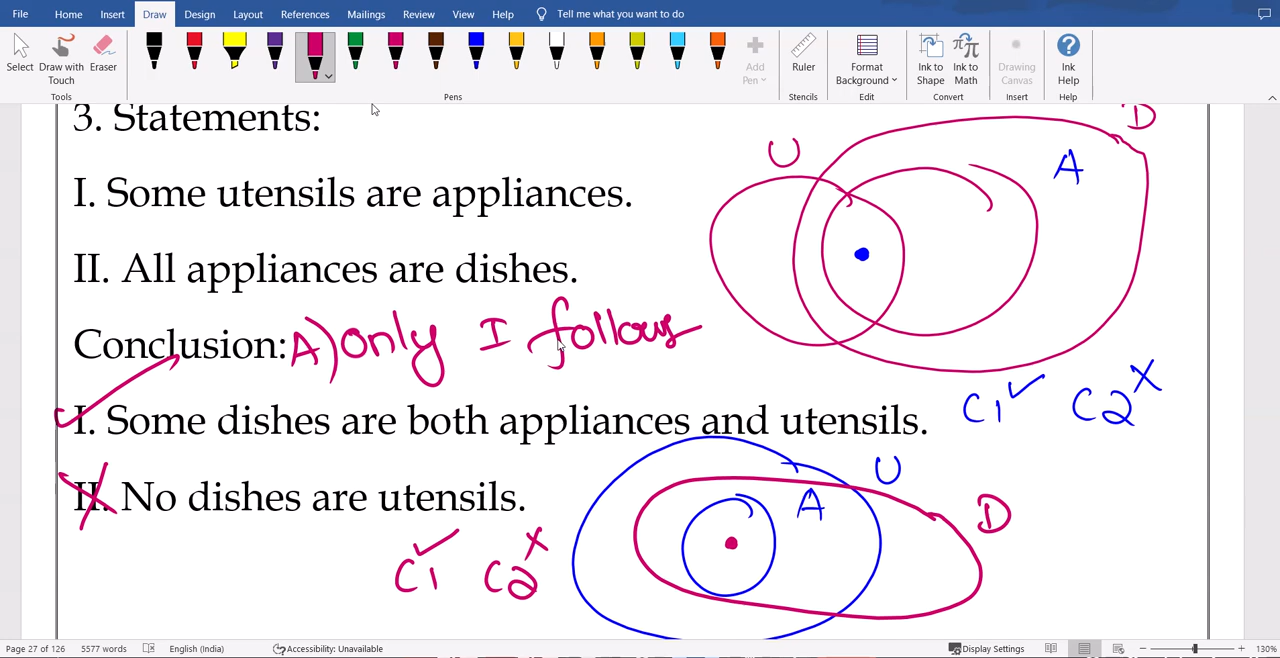 File Home Insert Draw Design Layout References Mailings Review View Help Tell me what you want to do
Select Draw with Touch Eraser Add Pen Ruler Format Background Ink to Shape Ink to Math Drawing Canvas Ink Help
Tools Pens Stencils Edit Convert Insert Help
3. Statements:
D
U
A
I. Some utensils are appliances.
II. All appliances are dishes.
Conclusion: A) only I follows
I. Some dishes are both appliances and utensils.
C1 ✓ C2 X
II. No dishes are utensils.
U
A
D
C1 ✓ C2 X
Page 27 of 126 5577 words English (India) Accessibility: Unavailable Display Settings 130%